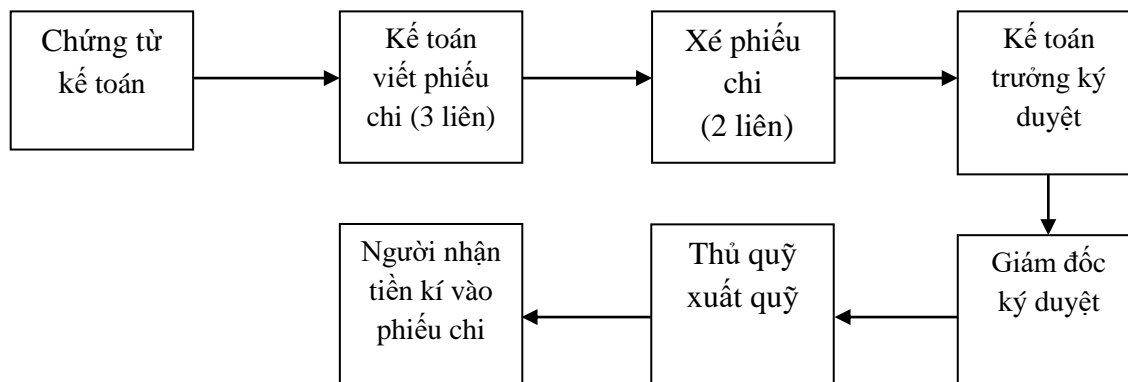 Chứng từ
kế toán
Kế toán
viết phiếu
chi (3 liên)
Xé phiếu
chi
(2 liên)
Kế toán
trưởng ký
duyệt
Giám đốc
ký duyệt
Thủ quỹ
xuất quỹ
Người nhận
tiền kí vào
phiếu chi